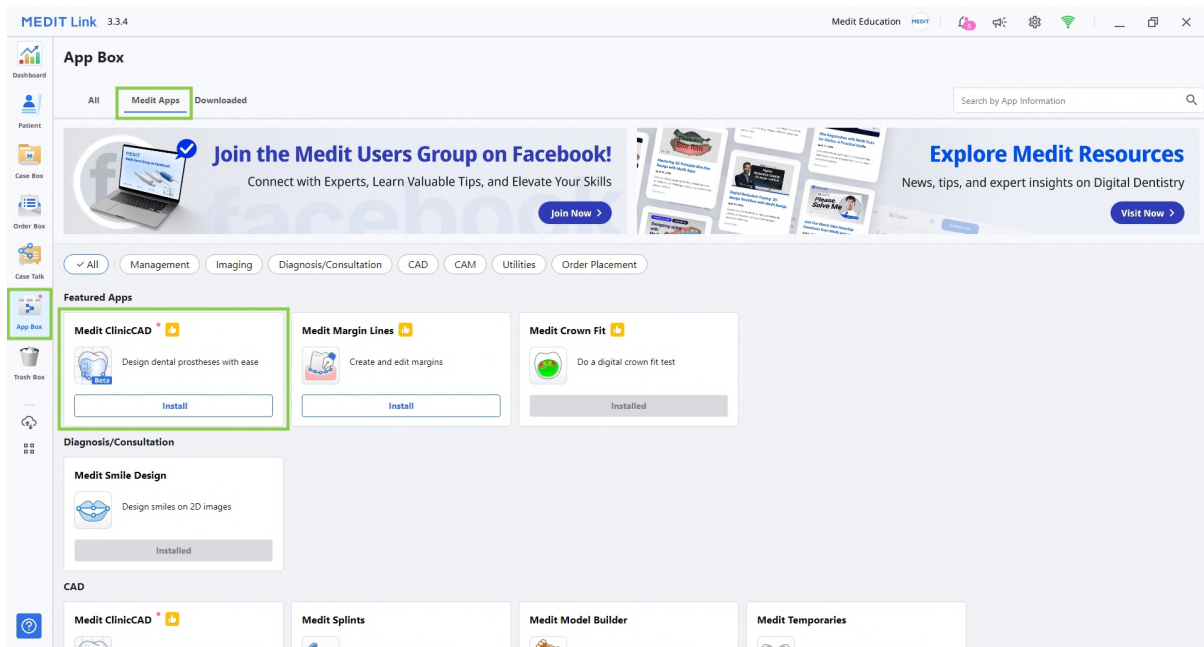 MEDIT Link 3.3.4
Medit Education
MEDIT
5
Dashboard
Patient
Case Box
Order Box
Case Talk
App Box
Trash Box
App Box
All
Medit Apps
Downloaded
Search by App Information
Join the Medit Users Group on Facebook!
Connect with Experts, Learn Valuable Tips, and Elevate Your Skills
Join Now >
Explore Medit Resources
News, tips, and expert insights on Digital Dentistry
Visit Now >
All
Management
Imaging
Diagnosis/Consultation
CAD
CAM
Utilities
Order Placement
Featured Apps
Medit ClinicCAD
Beta
Design dental prostheses with ease
Install
Medit Margin Lines
Create and edit margins
Install
Medit Crown Fit
Do a digital crown fit test
Installed
Diagnosis/Consultation
Medit Smile Design
Design smiles on 2D images
Installed
CAD
Medit ClinicCAD
Medit Splints
Medit Model Builder
Medit Temporaries